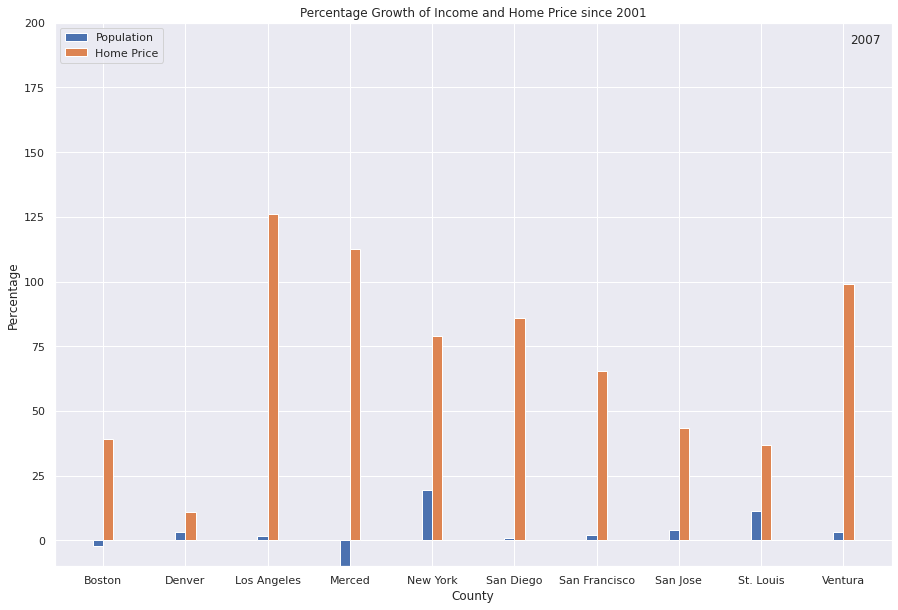 Percentage Growth of Income and Home Price since 2001
200
175
150
125
100
75
50
25
0
Percentage
Population
Home Price
2007
Boston Denver Los Angeles Merced New York San Diego San Francisco San Jose St. Louis Ventura
County